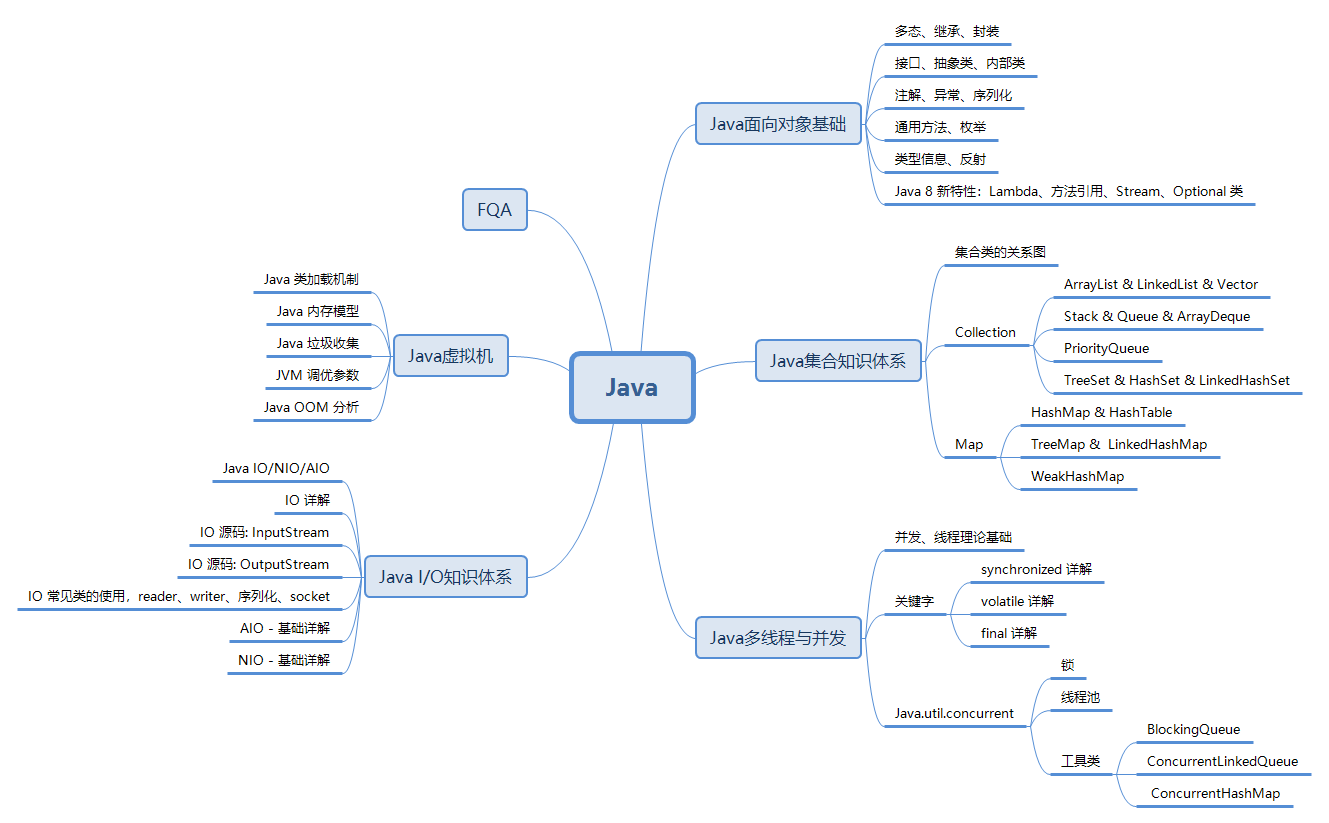 Java
Java面向对象基础
多态、继承、封装
接口、抽象类、内部类
注解、异常、序列化
通用方法、枚举
类型信息、反射
Java 8 新特性：Lambda、方法引用、Stream、Optional 类
Java集合知识体系
集合类的关系图
Collection
ArrayList & LinkedList & Vector
Stack & Queue & ArrayDeque
PriorityQueue
TreeSet & HashSet & LinkedHashSet
Map
HashMap & HashTable
TreeMap & LinkedHashMap
WeakHashMap
Java多线程与并发
并发、线程理论基础
关键字
synchronized 详解
volatile 详解
final 详解
Java.util.concurrent
锁
线程池
工具类
BlockingQueue
ConcurrentLinkedQueue
ConcurrentHashMap
FQA
Java虚拟机
Java 类加载机制
Java 内存模型
Java 垃圾收集
JVM 调优参数
Java OOM 分析
Java I/O知识体系
Java IO/NIO/AIO
IO 详解
IO 源码: InputStream
IO 源码: OutputStream
IO 常见类的使用，reader、writer、序列化、socket
AIO - 基础详解
NIO - 基础详解